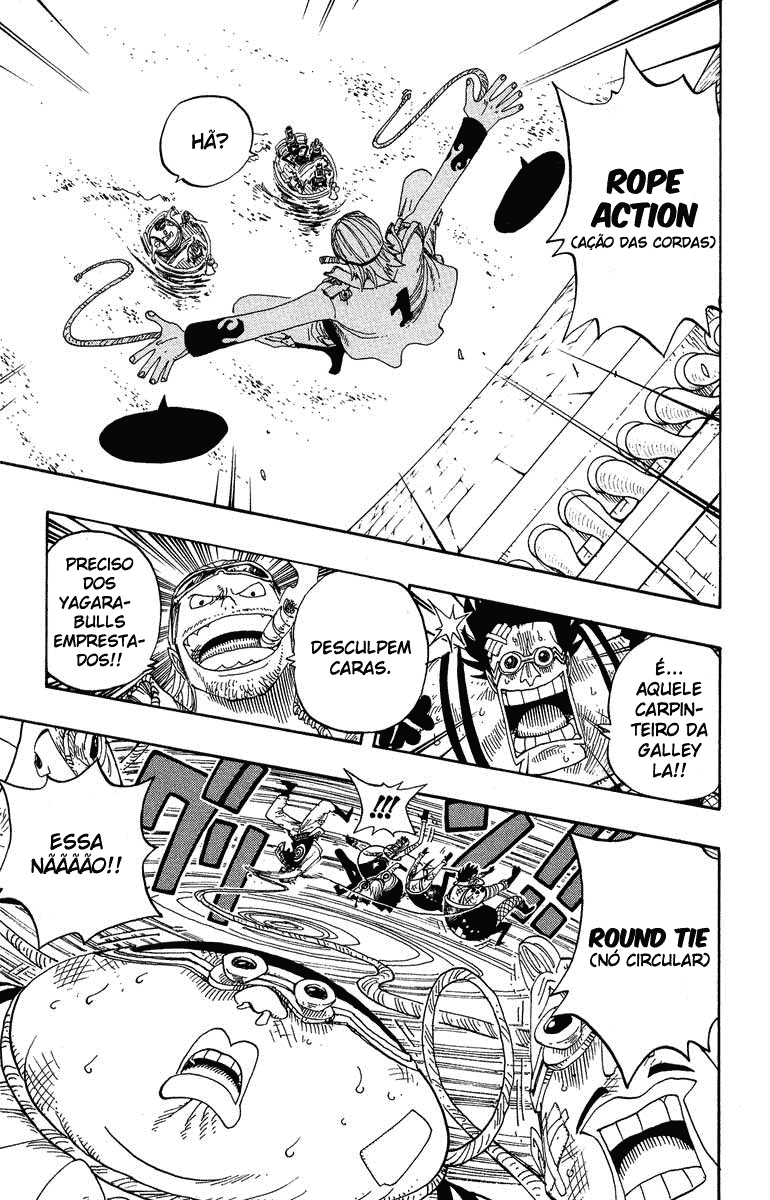 ROPE
ACTION
(AÇÃO DAS CORDAS)
HÃ?
É...
AQUELE
CARPIN-
TEIRO DA
GALLEY
LA!!
DESCULPEM
CARAS.
PRECISO
DOS
YAGARA-
BULLS
EMPRESTA-
DOS!!
!!!
ROUND TIE
(NÓ CIRCULAR)
ESSA
NÃÃÃÃO!!